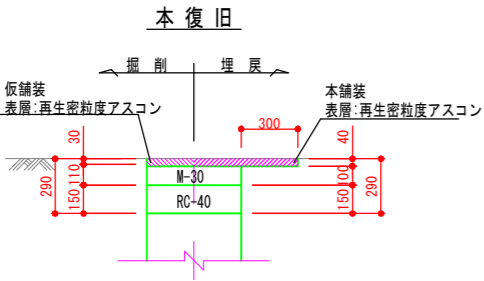 本復旧
掘削 埋戻
仮舗装
表層:再生密粒度アスコン
本舗装
表層:再生密粒度アスコン
300
30
40
290
110
150
M-30
RC-40
100
150
290